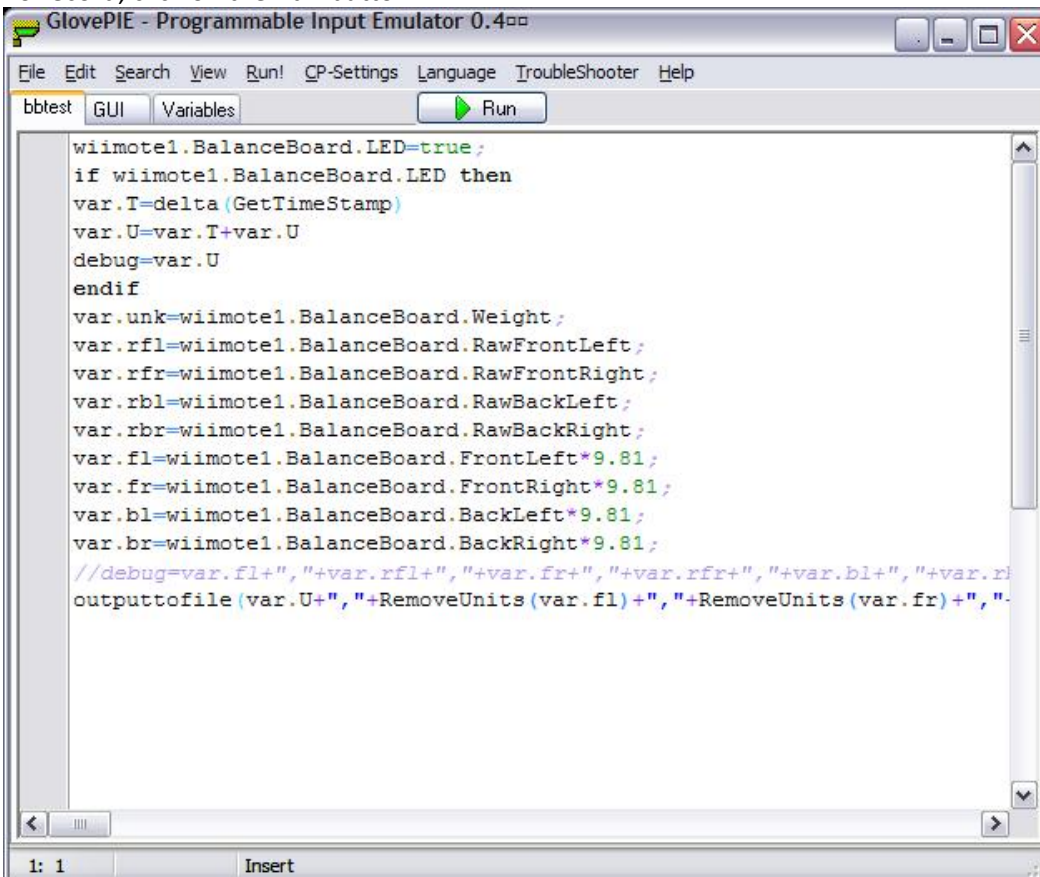 GlovePIE - Programmable Input Emulator 0.4¤¤
File Edit Search View Run! CP-Settings Language TroubleShooter Help
bbtest GUI Variables Run
wiimote1.BalanceBoard.LED=true;
if wiimote1.BalanceBoard.LED then
var.T=delta(GetTimeStamp)
var.U=var.T+var.U
debug=var.U
endif
var.unk=wiimote1.BalanceBoard.Weight;
var.rfl=wiimote1.BalanceBoard.RawFrontLeft;
var.rfr=wiimote1.BalanceBoard.RawFrontRight;
var.rbl=wiimote1.BalanceBoard.RawBackLeft;
var.rbr=wiimote1.BalanceBoard.RawBackRight;
var.fl=wiimote1.BalanceBoard.FrontLeft*9.81;
var.fr=wiimote1.BalanceBoard.FrontRight*9.81;
var.bl=wiimote1.BalanceBoard.BackLeft*9.81;
var.br=wiimote1.BalanceBoard.BackRight*9.81;
//debug=var.fl+","+var.rfl+","+var.fr+","+var.rfr+","+var.bl+","+var.r
outputtofile(var.U+","+RemoveUnits(var.fl)+","+RemoveUnits(var.fr)+","
1: 1 Insert